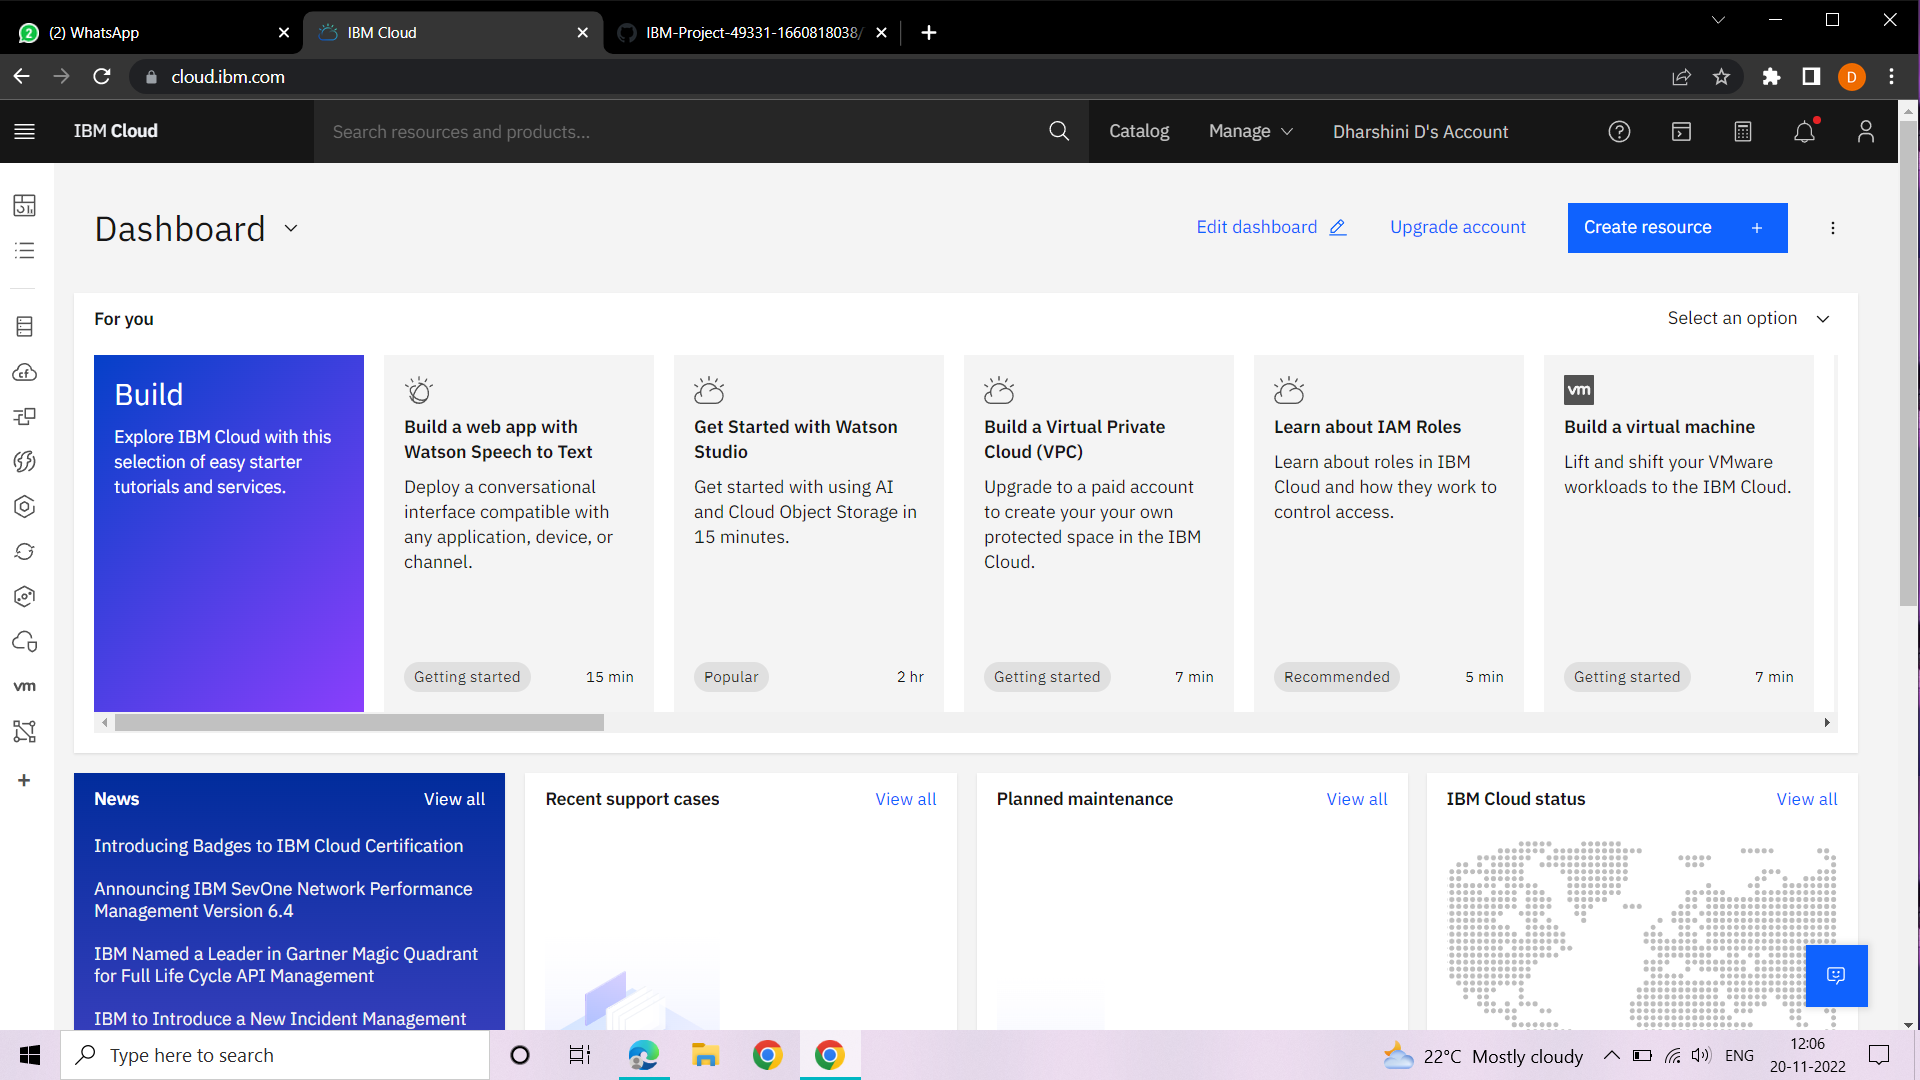 (2) WhatsApp
IBM Cloud
IBM-Project-49331-1660818038/
cloud.ibm.com
D
IBM Cloud
Search resources and products...
Catalog
Manage
Dharshini D's Account
Dashboard
Edit dashboard
Upgrade account
Create resource +
For you
Select an option
Build
Explore IBM Cloud with this
selection of easy starter
tutorials and services.
Build a web app with
Watson Speech to Text
Deploy a conversational
interface compatible with
any application, device, or
channel.
Getting started 15 min
Get Started with Watson
Studio
Get started with using AI
and Cloud Object Storage in
15 minutes.
Popular 2 hr
Build a Virtual Private
Cloud (VPC)
Upgrade to a paid account
to create your your own
protected space in the IBM
Cloud.
Getting started 7 min
Learn about IAM Roles
Learn about roles in IBM
Cloud and how they work to
control access.
Recommended 5 min
vm
Build a virtual machine
Lift and shift your VMware
workloads to the IBM Cloud.
Getting started 7 min
cf
vm
News View all
Introducing Badges to IBM Cloud Certification
Announcing IBM SevOne Network Performance
Management Version 6.4
IBM Named a Leader in Gartner Magic Quadrant
for Full Life Cycle API Management
IBM to Introduce a New Incident Management
Recent support cases View all
Planned maintenance View all
IBM Cloud status View all
Type here to search
22°C Mostly cloudy
ENG
12:06
20-11-2022